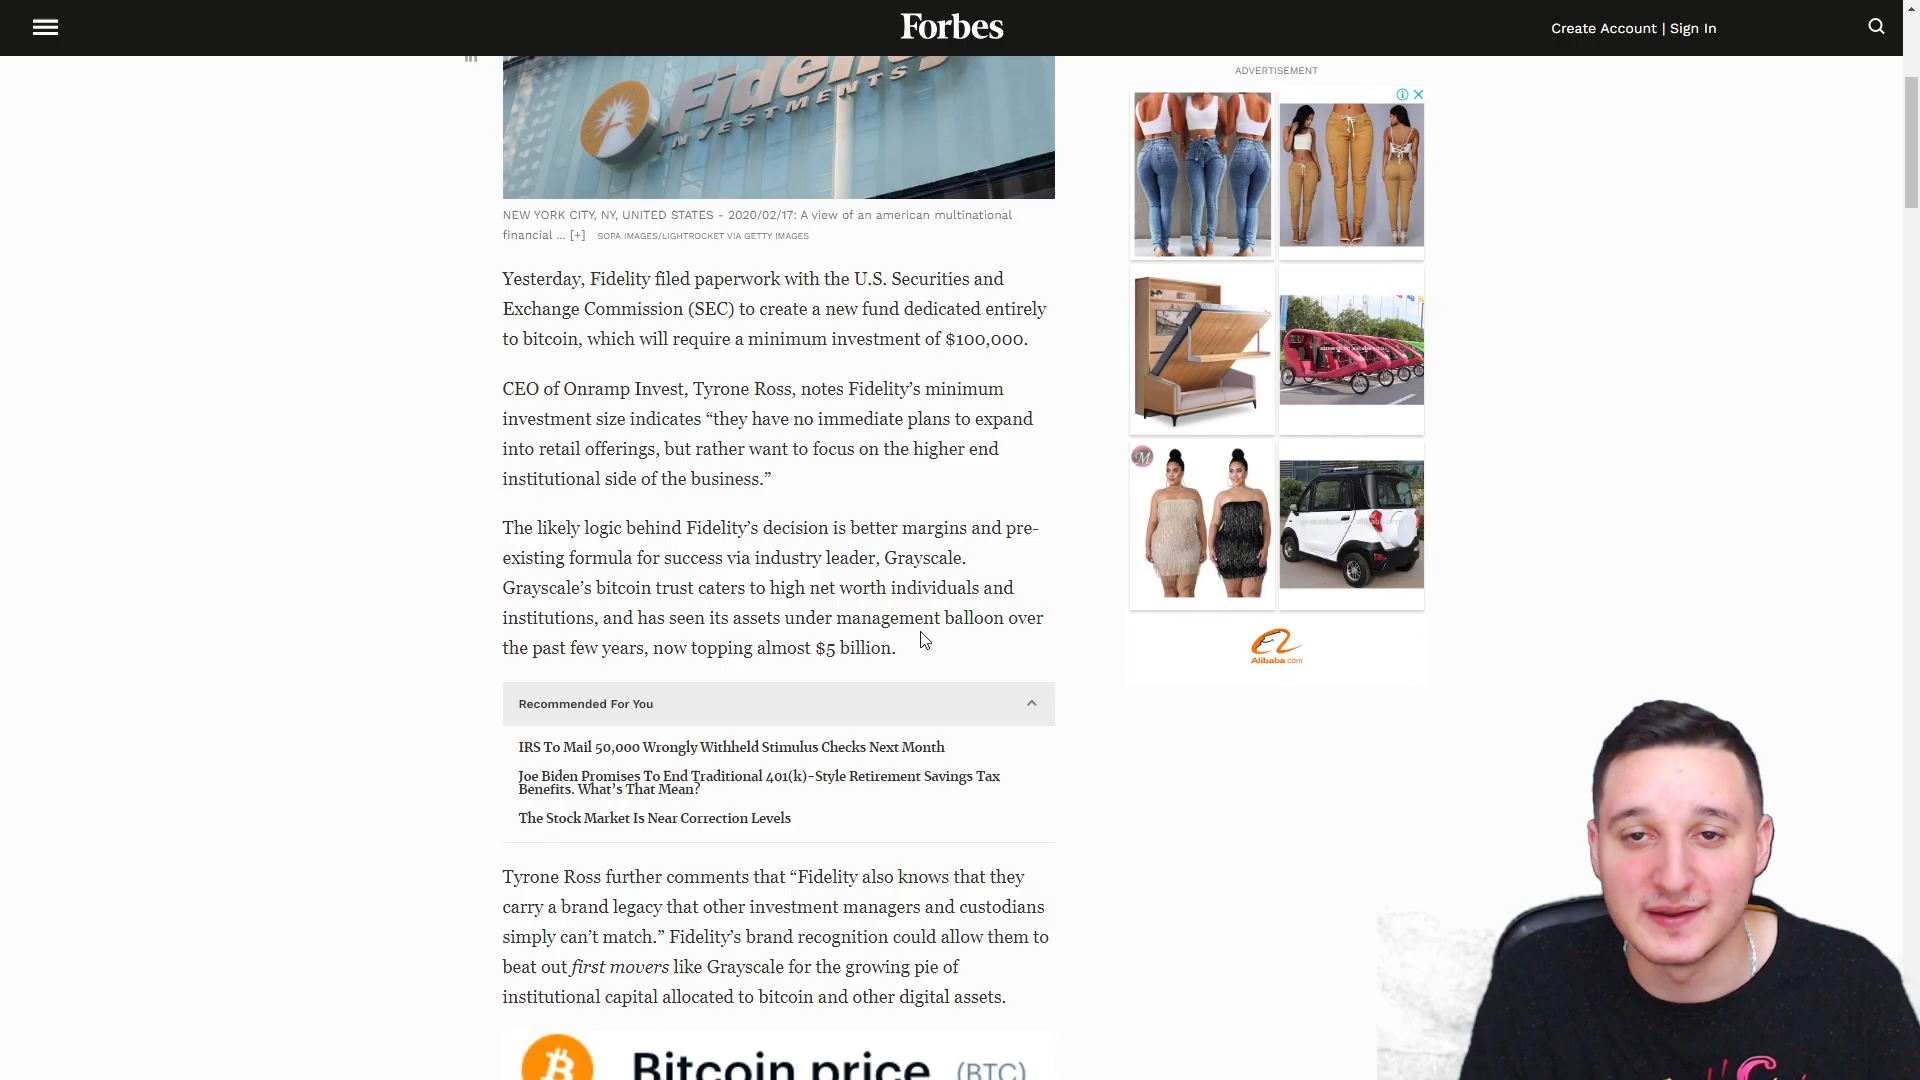 Forbes
Create Account | Sign In
Fidelity
INVESTMENTS
ADVERTISEMENT
NEW YORK CITY, NY, UNITED STATES - 2020/02/17: A view of an american multinational
financial ... [+] SOPA IMAGES/LIGHTROCKET VIA GETTY IMAGES
Yesterday, Fidelity filed paperwork with the U.S. Securities and
Exchange Commission (SEC) to create a new fund dedicated entirely
to bitcoin, which will require a minimum investment of $100,000.
CEO of Onramp Invest, Tyrone Ross, notes Fidelity’s minimum
investment size indicates “they have no immediate plans to expand
into retail offerings, but rather want to focus on the higher end
institutional side of the business.”
The likely logic behind Fidelity’s decision is better margins and pre-
existing formula for success via industry leader, Grayscale.
Grayscale’s bitcoin trust caters to high net worth individuals and
institutions, and has seen its assets under management balloon over
the past few years, now topping almost $5 billion.
M
Alibaba.com
Recommended For You
IRS To Mail 50,000 Wrongly Withheld Stimulus Checks Next Month
Joe Biden Promises To End Traditional 401(k)-Style Retirement Savings Tax
Benefits. What’s That Mean?
The Stock Market Is Near Correction Levels
Tyrone Ross further comments that “Fidelity also knows that they
carry a brand legacy that other investment managers and custodians
simply can’t match.” Fidelity’s brand recognition could allow them to
beat out first movers like Grayscale for the growing pie of
institutional capital allocated to bitcoin and other digital assets.
Bitcoin price (BTC)